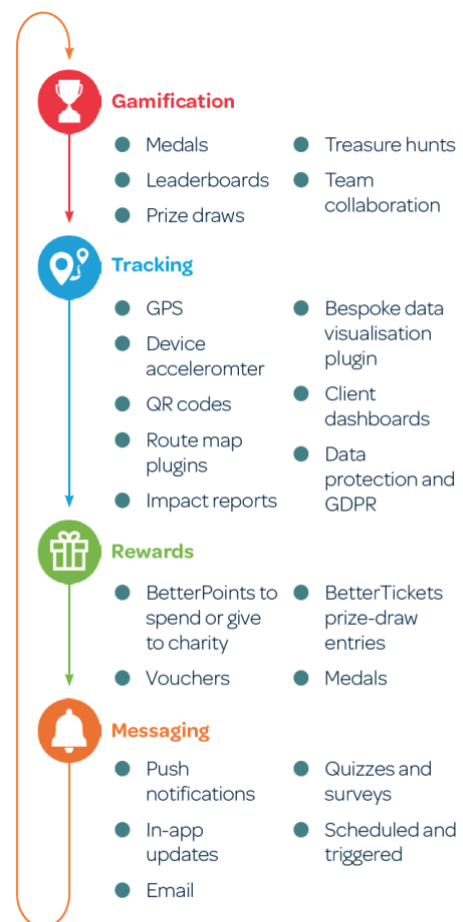 Gamification
Medals
Leaderboards
Prize draws
Treasure hunts
Team
collaboration
Tracking
GPS
Device
acceleromter
QR codes
Route map
plugins
Impact reports
Bespoke data
visualisation
plugin
Client
dashboards
Data
protection and
GDPR
Rewards
BetterPoints to
spend or give
to charity
Vouchers
BetterTickets
prize-draw
entries
Medals
Messaging
Push
notifications
In-app
updates
Email
Quizzes and
surveys
Scheduled and
triggered